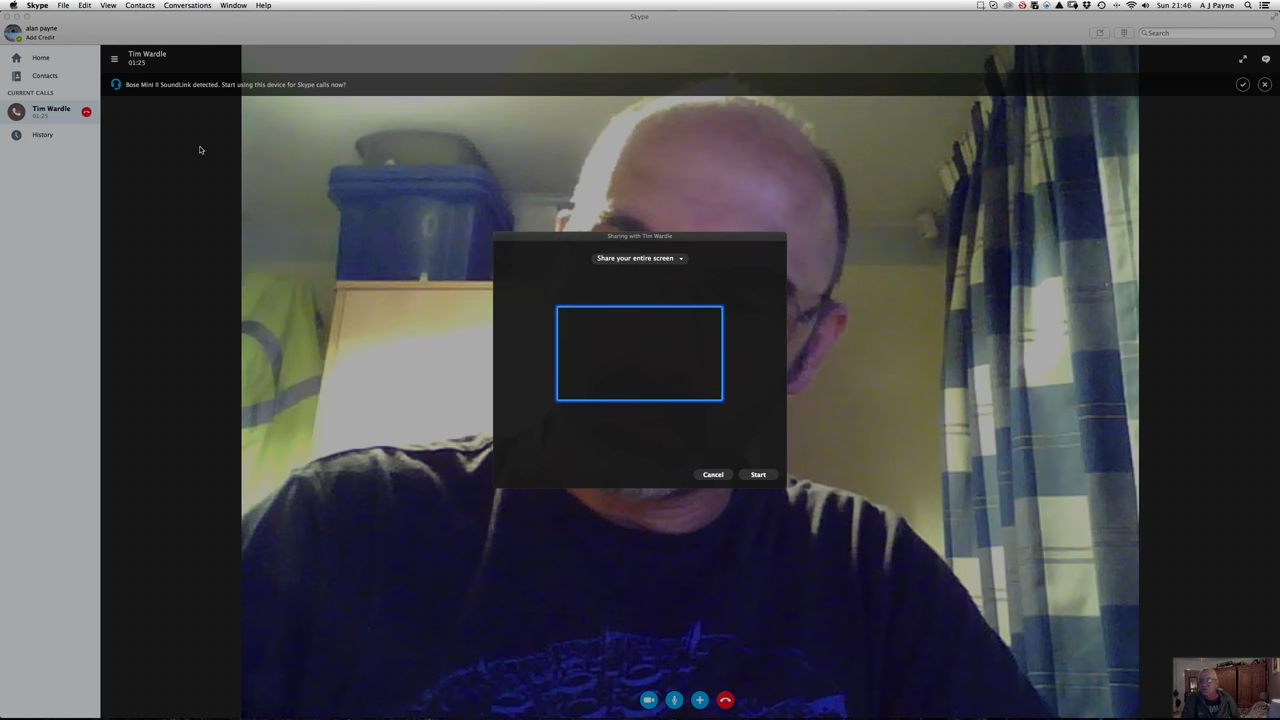 Skype File Edit View Contacts Conversations Window Help Sun 21:46 A J Payne
Skype
alan payne
Add Credit
Search
Home
Contacts
CURRENT CALLS
Tim Wardle
01:25
History
Tim Wardle
01:25
Bose Mini II SoundLink detected. Start using this device for Skype calls now?
Sharing with Tim Wardle
Share your entire screen
Cancel Start